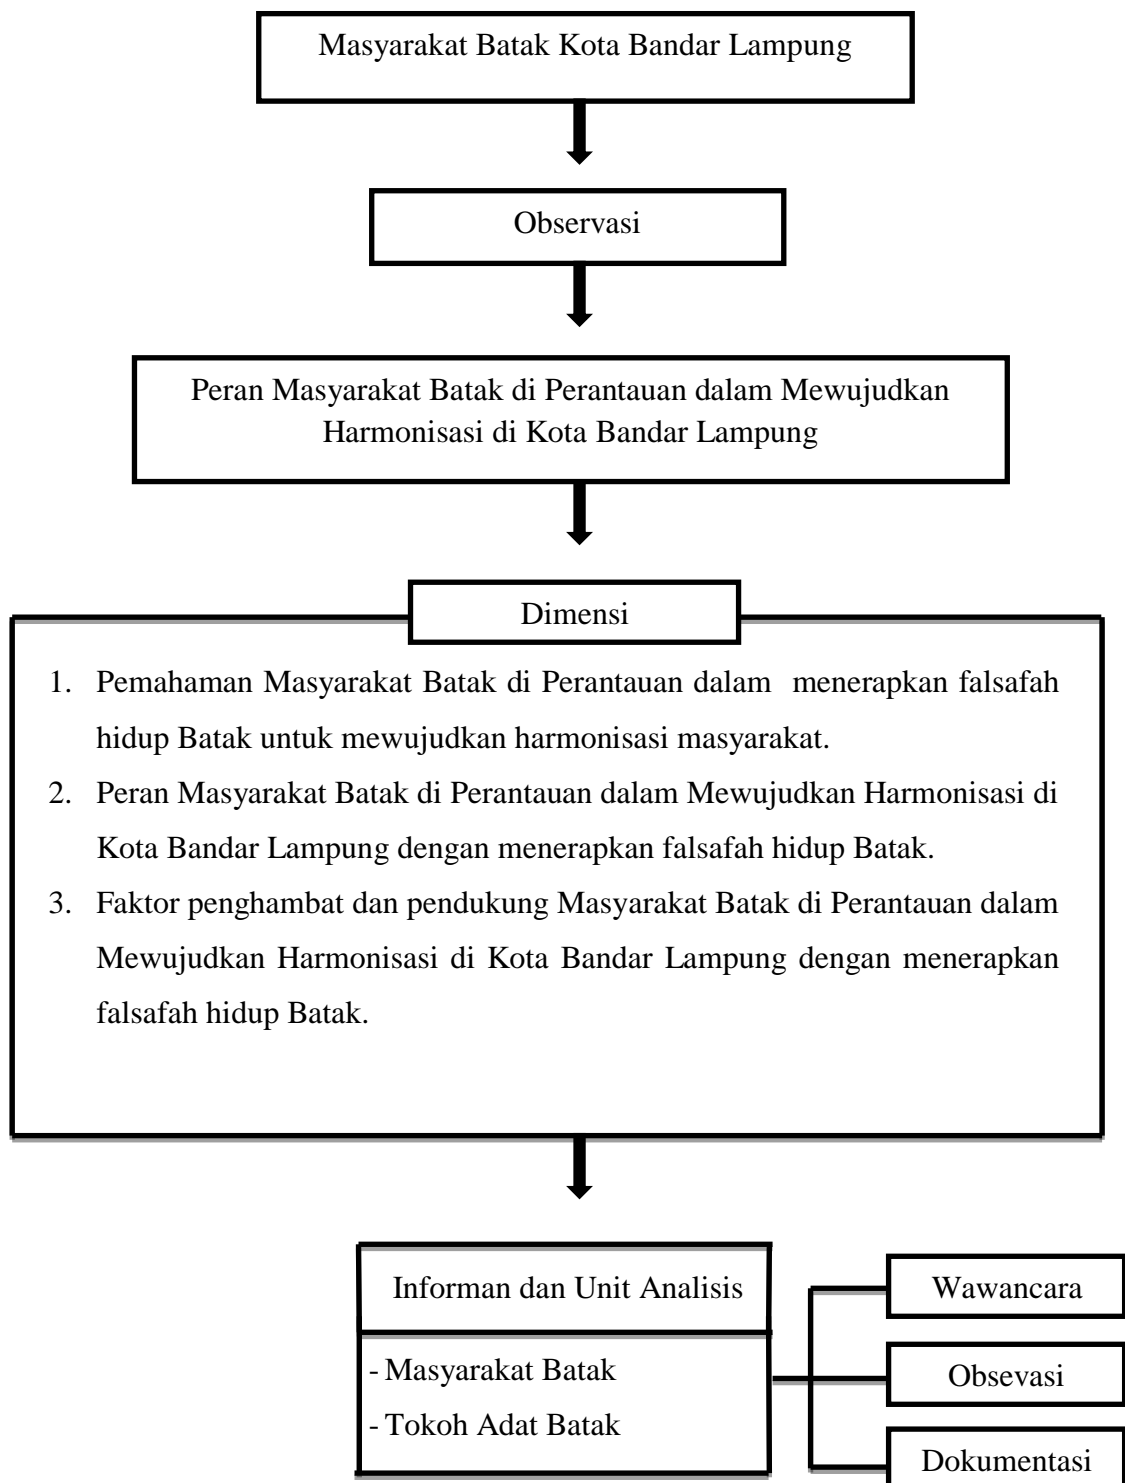 Masyarakat Batak Kota Bandar Lampung
Observasi
Peran Masyarakat Batak di Perantauan dalam Mewujudkan
Harmonisasi di Kota Bandar Lampung
Dimensi
1. Pemahaman Masyarakat Batak di Perantauan dalam menerapkan falsafah
hidup Batak untuk mewujudkan harmonisasi masyarakat.
2. Peran Masyarakat Batak di Perantauan dalam Mewujudkan Harmonisasi di
Kota Bandar Lampung dengan menerapkan falsafah hidup Batak.
3. Faktor penghambat dan pendukung Masyarakat Batak di Perantauan dalam
Mewujudkan Harmonisasi di Kota Bandar Lampung dengan menerapkan
falsafah hidup Batak.
Informan dan Unit Analisis
- Masyarakat Batak
- Tokoh Adat Batak
Wawancara
Obsevasi
Dokumentasi